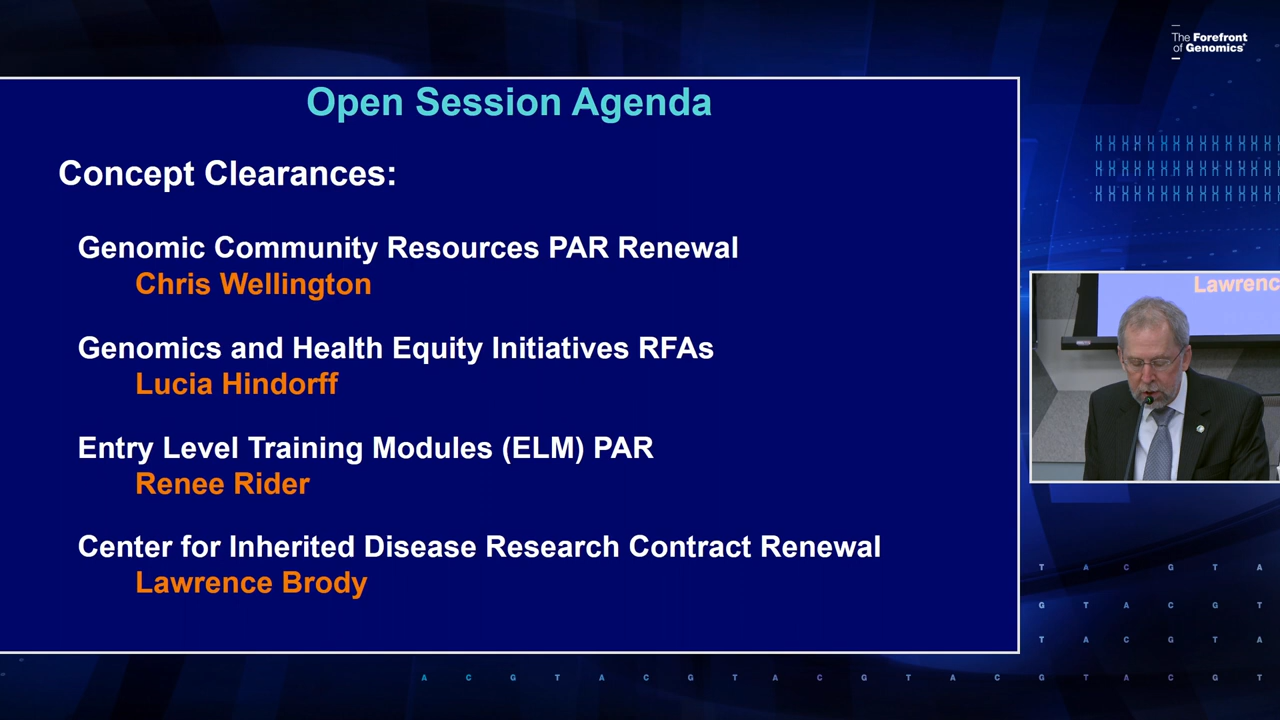 The Forefront
of Genomics®
Open Session Agenda
Concept Clearances:
Genomic Community Resources PAR Renewal
Chris Wellington
Genomics and Health Equity Initiatives RFAs
Lucia Hindorff
Entry Level Training Modules (ELM) PAR
Renee Rider
Center for Inherited Disease Research Contract Renewal
Lawrence Brody
Lawrenc
T A C G T A
G T A C G T
T A C G T A
A C G T A C G T A C G T A C G T A C G T